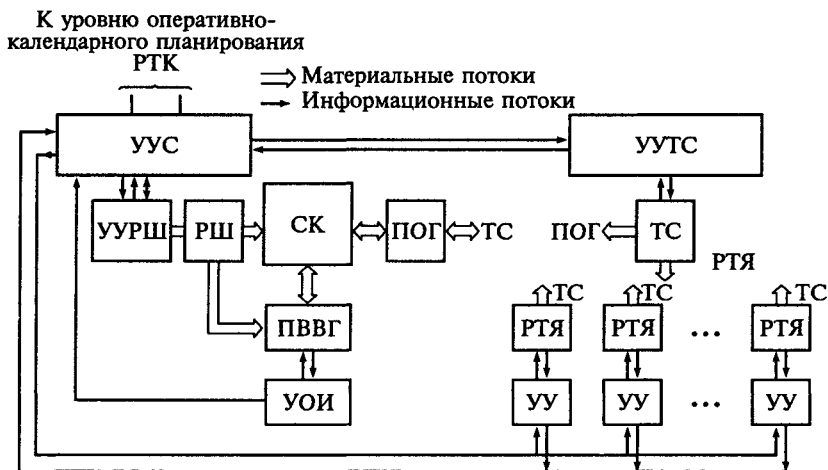 К уровню оперативно-
календарного планирования
РТК
Материальные потоки
Информационные потоки
УУС
УУТС
УУРШ
РШ
СК
ПОГ
ТС
ПОГ
ТС
РТЯ
ТС
ТС
ТС
ПВВГ
РТЯ
РТЯ
...
РТЯ
УОИ
УУ
УУ
...
УУ